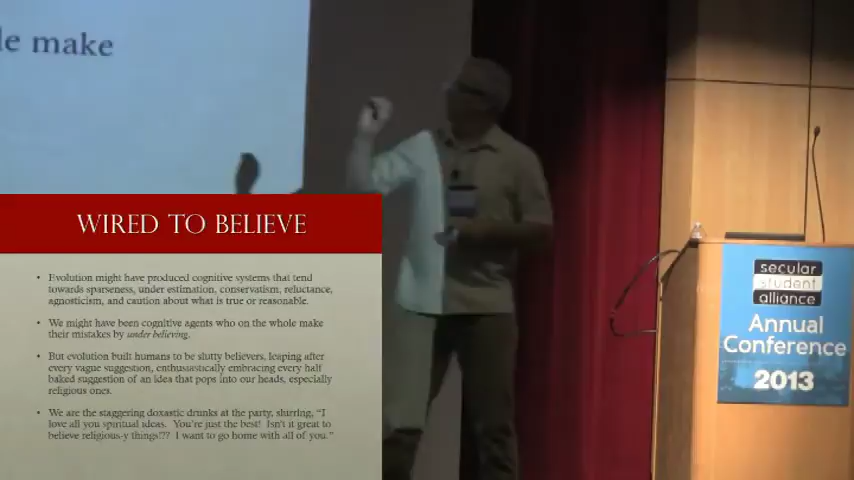 le make
WIRED TO BELIEVE
• Evolution might have produced cognitive systems that tend
towards sparseness, under estimation, conservatism, reluctance,
agnosticism, and caution about what is true or reasonable.
• We might have been cognitive agents who on the whole make
their mistakes by under believing.
• But evolution built humans to be slutty believers, leaping after
every vague suggestion, enthusiastically embracing every half
baked suggestion of an idea that pops into our heads, especially
religious ones.
• We are the staggering doxastic drunks at the party, slurring, “I
love all you spiritual ideas. You're just the best! Isn't it great to
believe religious-y things!?? I want to go home with all of you.”
secular
student
alliance
Annual
Conference
2013